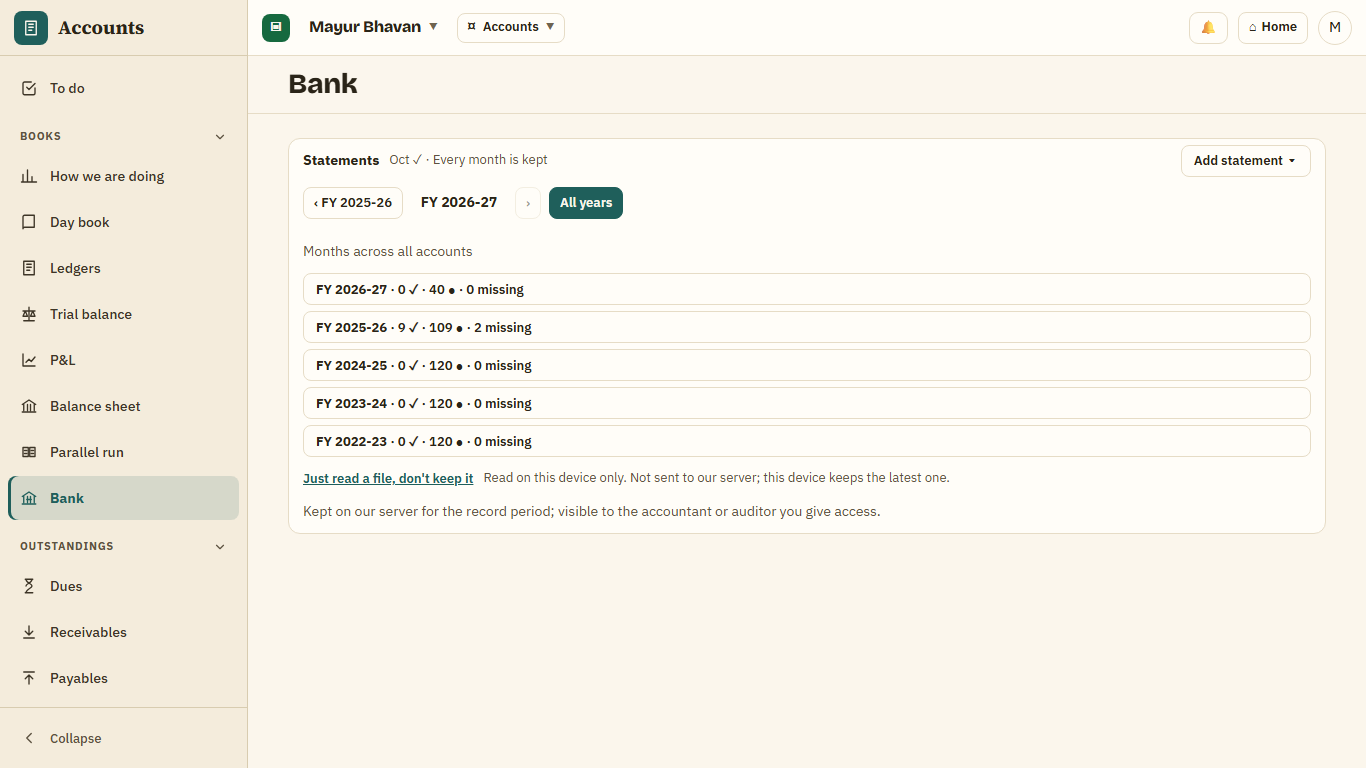 Accounts
Mayur Bhavan ▼
¤ Accounts ▼
🔔
⌂ Home
M
To do
BOOKS
How we are doing
Day book
Ledgers
Trial balance
P&L
Balance sheet
Parallel run
Bank
OUTSTANDINGS
Dues
Receivables
Payables
Collapse
Bank
Statements Oct ✓ · Every month is kept
Add statement
‹ FY 2025-26 FY 2026-27 › All years
Months across all accounts
FY 2026-27 · 0 ✓ · 40 ● · 0 missing
FY 2025-26 · 9 ✓ · 109 ● · 2 missing
FY 2024-25 · 0 ✓ · 120 ● · 0 missing
FY 2023-24 · 0 ✓ · 120 ● · 0 missing
FY 2022-23 · 0 ✓ · 120 ● · 0 missing
Just read a file, don't keep it Read on this device only. Not sent to our server; this device keeps the latest one.
Kept on our server for the record period; visible to the accountant or auditor you give access.